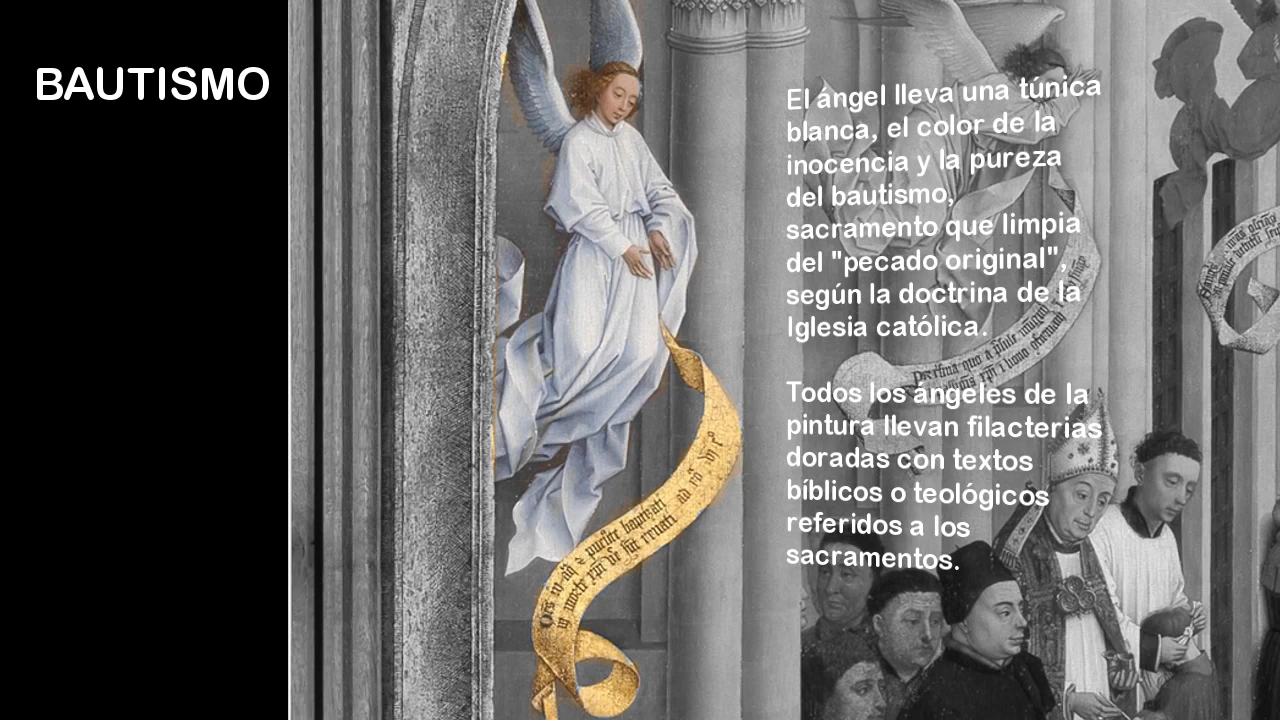 BAUTISMO
El ángel lleva una túnica
blanca, el color de la
inocencia y la pureza
del bautismo,
sacramento que limpia
del "pecado original",
según la doctrina de la
Iglesia católica.
Todos los ángeles de la
pintura llevan filacterias
doradas con textos
bíblicos o teológicos
referidos a los
sacramentos.